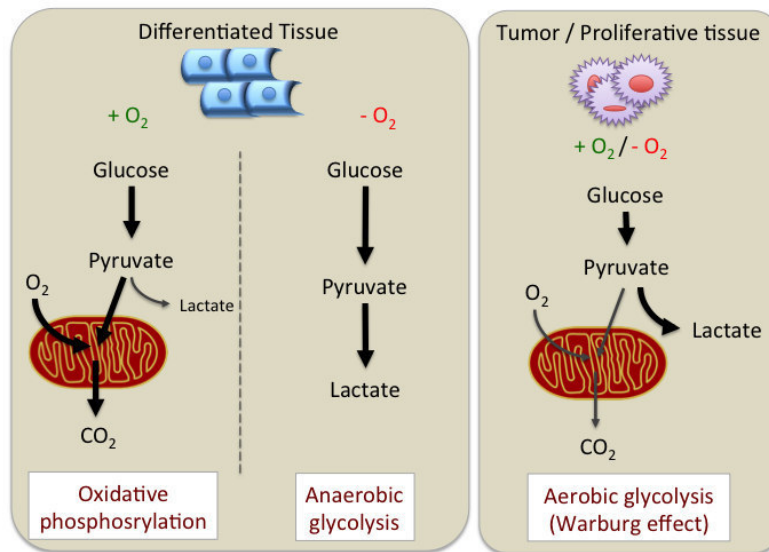 Differentiated Tissue
+ O₂
- O₂
Glucose
Pyruvate
O₂
Lactate
CO₂
Oxidative
phosphosrylation
Glucose
Pyruvate
Lactate
Anaerobic
glycolysis
Tumor / Proliferative tissue
+ O₂ / - O₂
Glucose
Pyruvate
O₂
Lactate
CO₂
Aerobic glycolysis
(Warburg effect)